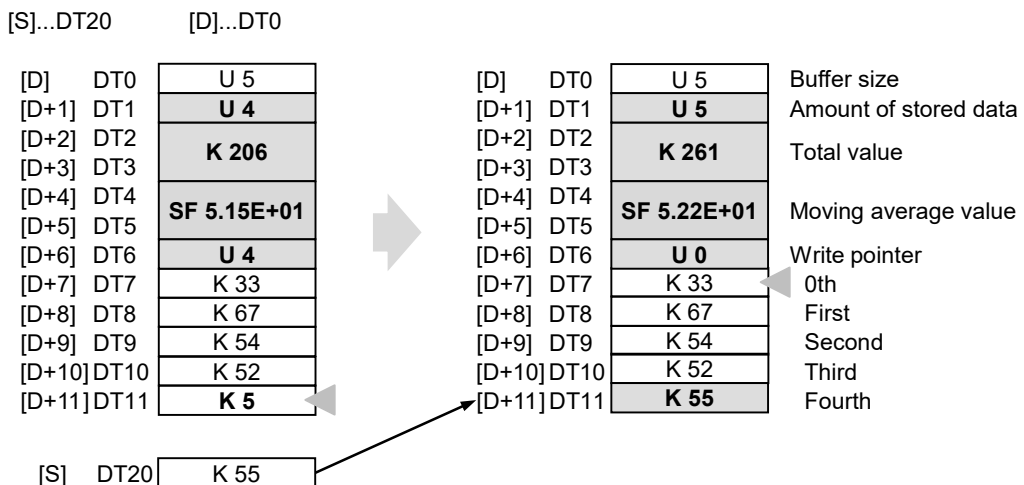 [S]...DT20 [D]...DT0
[D] DT0 U 5 [D] DT0 U 5 Buffer size
[D+1] DT1 U 4 [D+1] DT1 U 5 Amount of stored data
[D+2] DT2 K 206 [D+2] DT2 K 261 Total value
[D+3] DT3 [D+3] DT3
[D+4] DT4 SF 5.15E+01 [D+4] DT4 SF 5.22E+01 Moving average value
[D+5] DT5 [D+5] DT5
[D+6] DT6 U 4 [D+6] DT6 U 0 Write pointer
[D+7] DT7 K 33 [D+7] DT7 K 33 0th
[D+8] DT8 K 67 [D+8] DT8 K 67 First
[D+9] DT9 K 54 [D+9] DT9 K 54 Second
[D+10] DT10 K 52 [D+10] DT10 K 52 Third
[D+11] DT11 K 5 [D+11] DT11 K 55 Fourth
[S] DT20 K 55